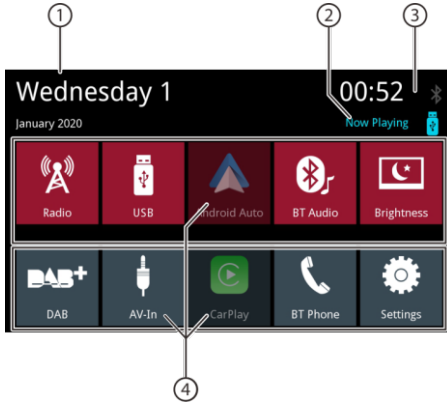 1
2
3
Wednesday 1
00:52
January 2020
Now Playing
Radio
USB
Android Auto
BT Audio
Brightness
DAB+
DAB
AV-In
CarPlay
BT Phone
Settings
4